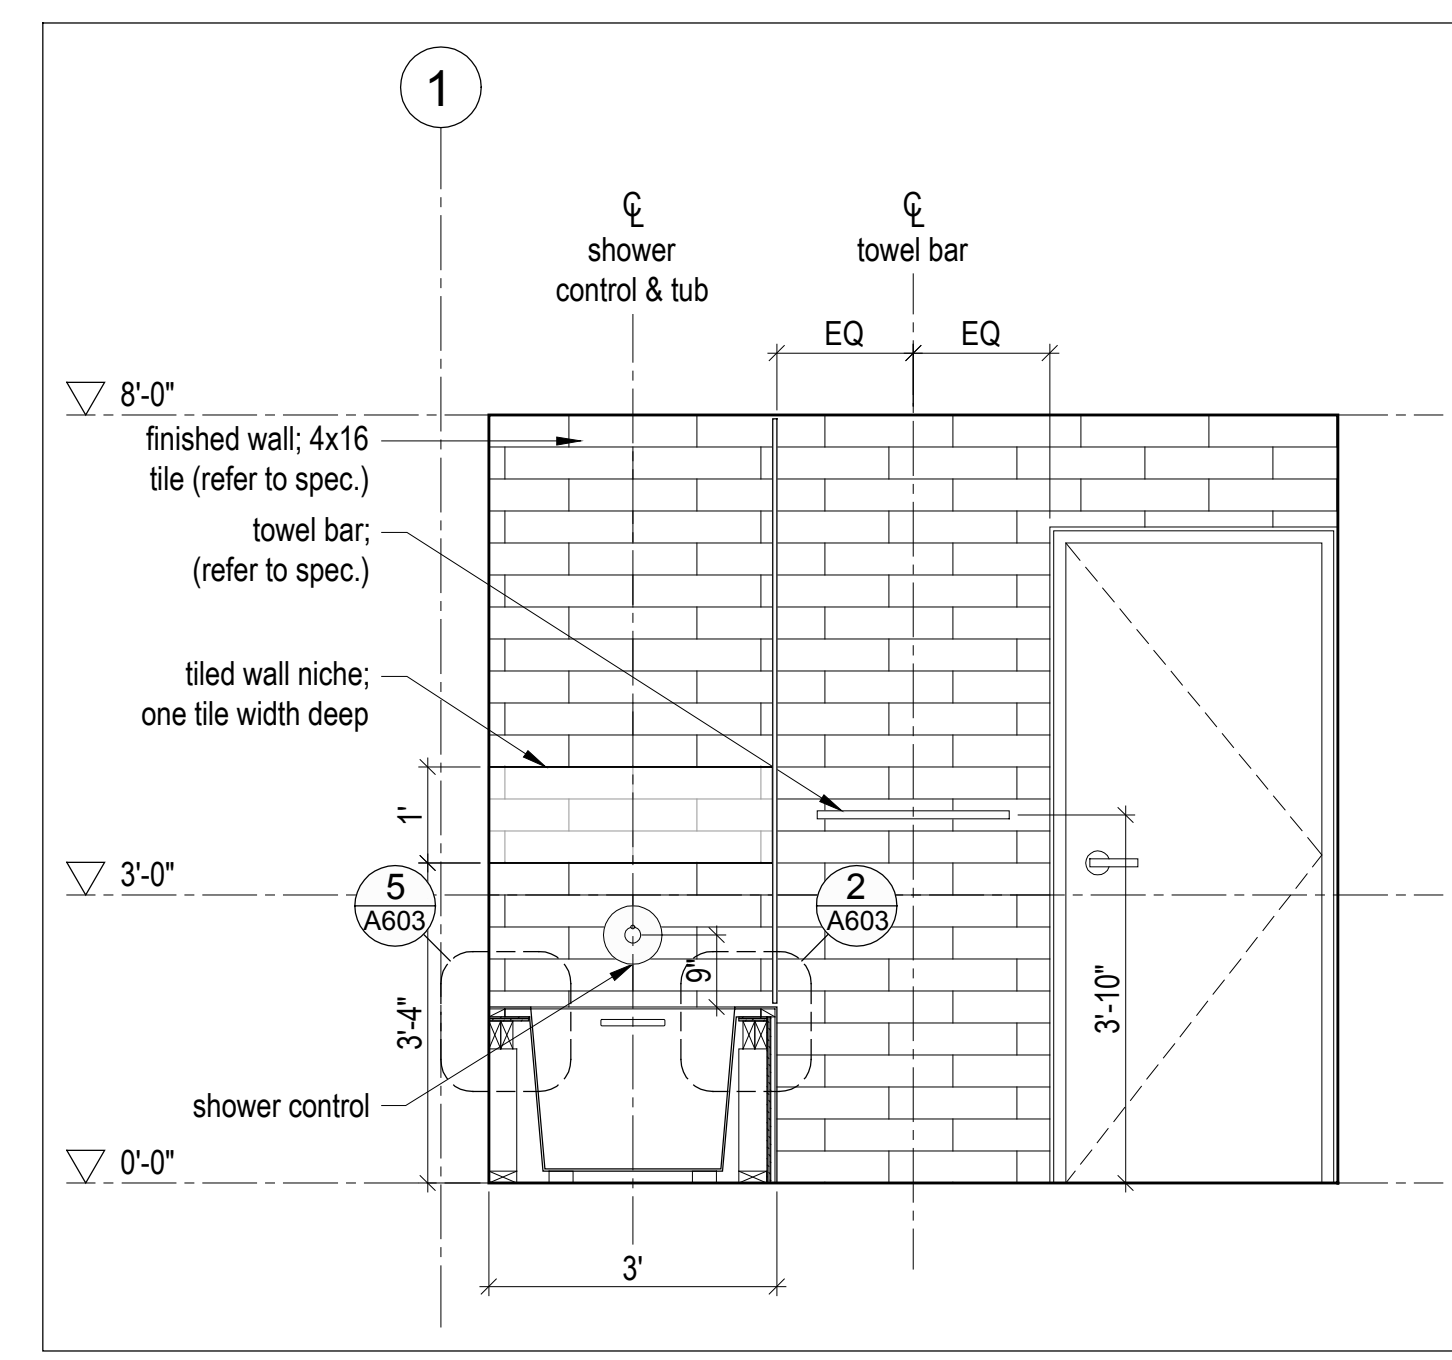 1
℄
shower
control & tub
℄
towel bar
EQ
EQ
8'-0"
finished wall; 4x16
tile (refer to spec.)
towel bar;
(refer to spec.)
tiled wall niche;
one tile width deep
1'
3'-0"
5
A603
2
A603
9"
3'-4"
3'-10"
shower control
0'-0"
3'